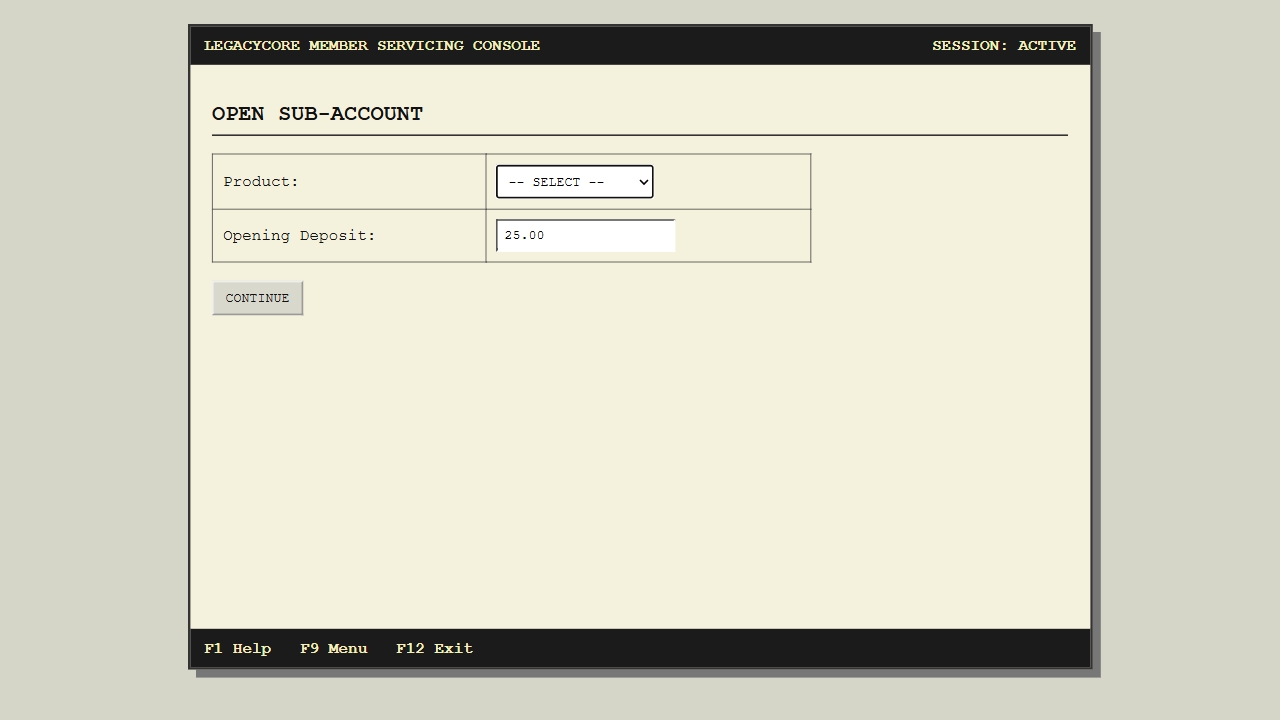 LEGACYCORE MEMBER SERVICING CONSOLE SESSION: ACTIVE
OPEN SUB-ACCOUNT
Product: -- SELECT --
Opening Deposit: 25.00
CONTINUE
F1 Help F9 Menu F12 Exit